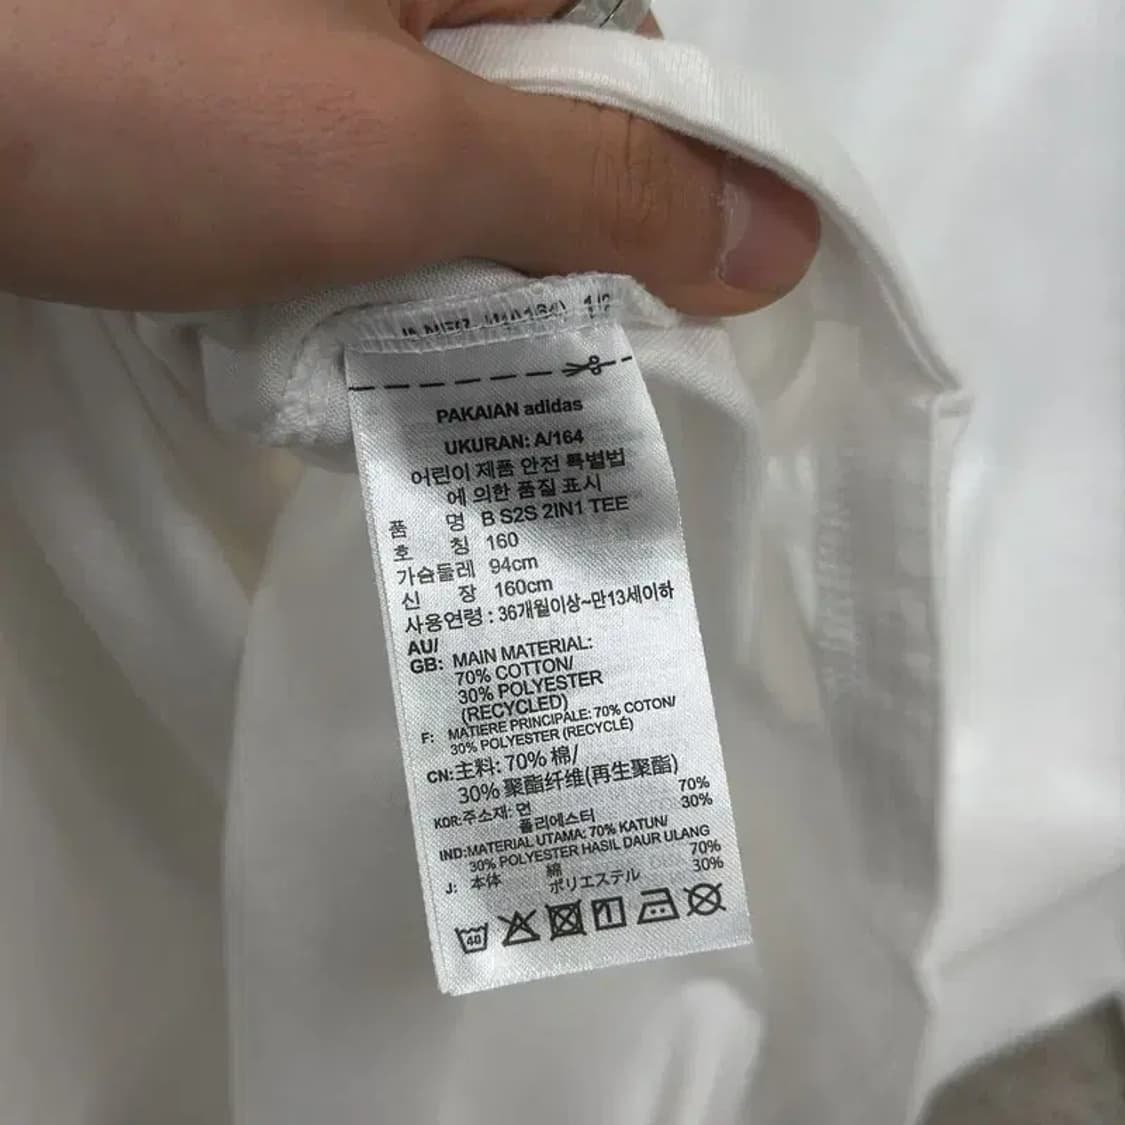 PAKAIAN adidas
UKURAN: A/164
어린이 제품 안전 특별법
에 의한 품질 표시
품 명 B S2S 2IN1 TEE
호 칭 160
가슴둘레 94cm
신 장 160cm
사용연령 : 36개월이상~만13세이하
AU/
GB: MAIN MATERIAL:
70% COTTON/
30% POLYESTER
(RECYCLED)
F: MATIERE PRINCIPALE: 70% COTON/
30% POLYESTER (RECYCLÉ)
CN:主料: 70% 棉/
30% 聚酯纤维(再生聚酯)
KOR:주소재: 면 70%
폴리에스터 30%
IND:MATERIAL UTAMA: 70% KATUN/
30% POLYESTER HASIL DAUR ULANG
J: 本体 綿 70%
ポリエステル 30%
40